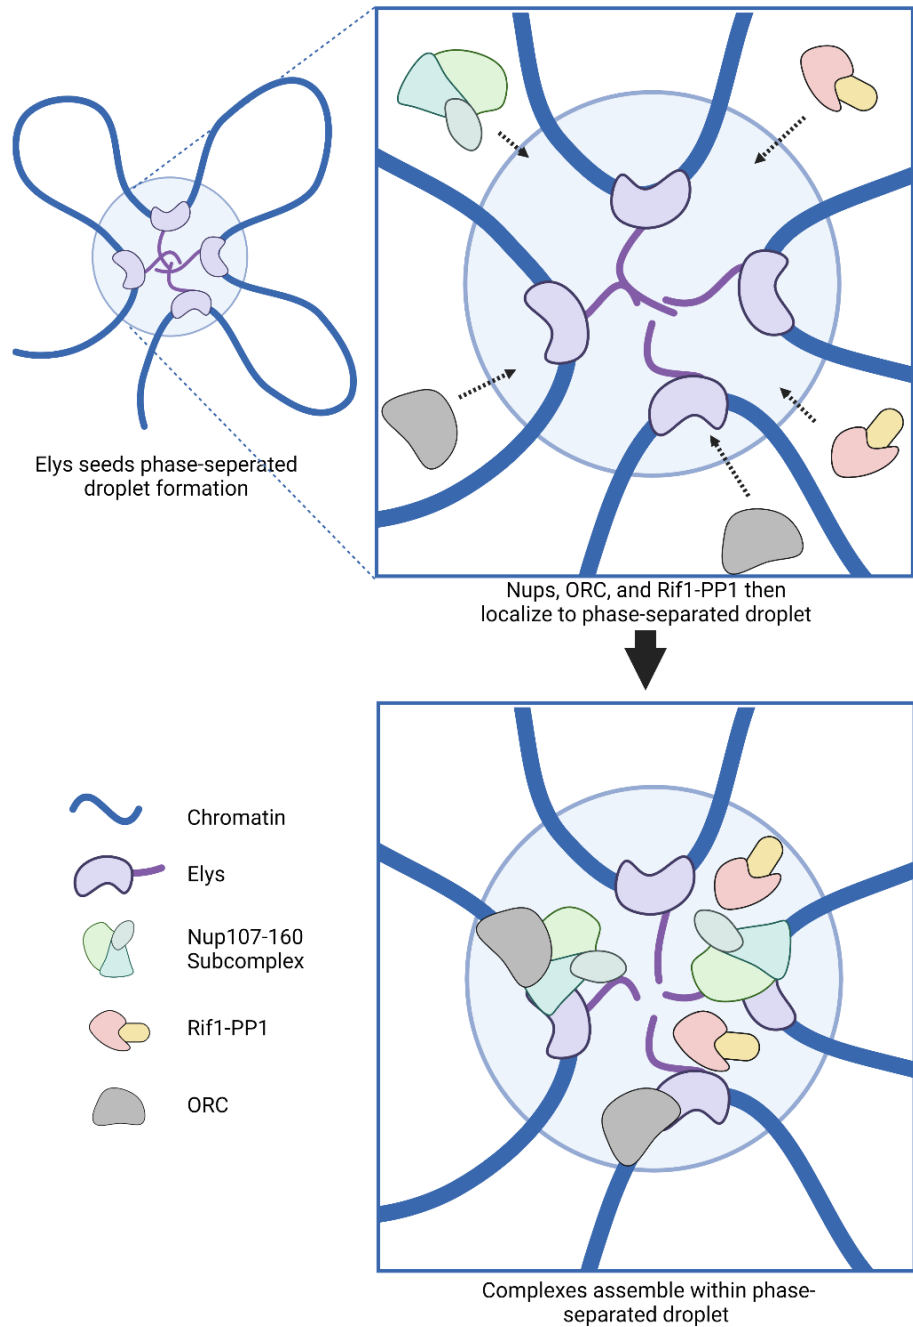 Elys seeds phase-seperated
droplet formation
Nups, ORC, and Rif1-PP1 then
localize to phase-separated droplet
Chromatin
Elys
Nup107-160
Subcomplex
Rif1-PP1
ORC
Complexes assemble within phase-
separated droplet